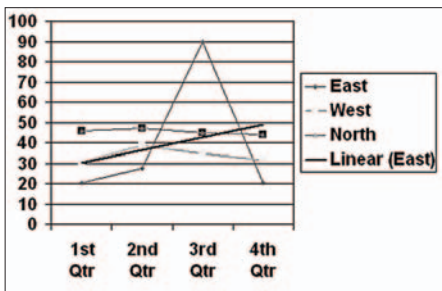 100
90
80
70
60
50
40
30
20
10
0
1st Qtr
2nd Qtr
3rd Qtr
4th Qtr
East
West
North
Linear (East)